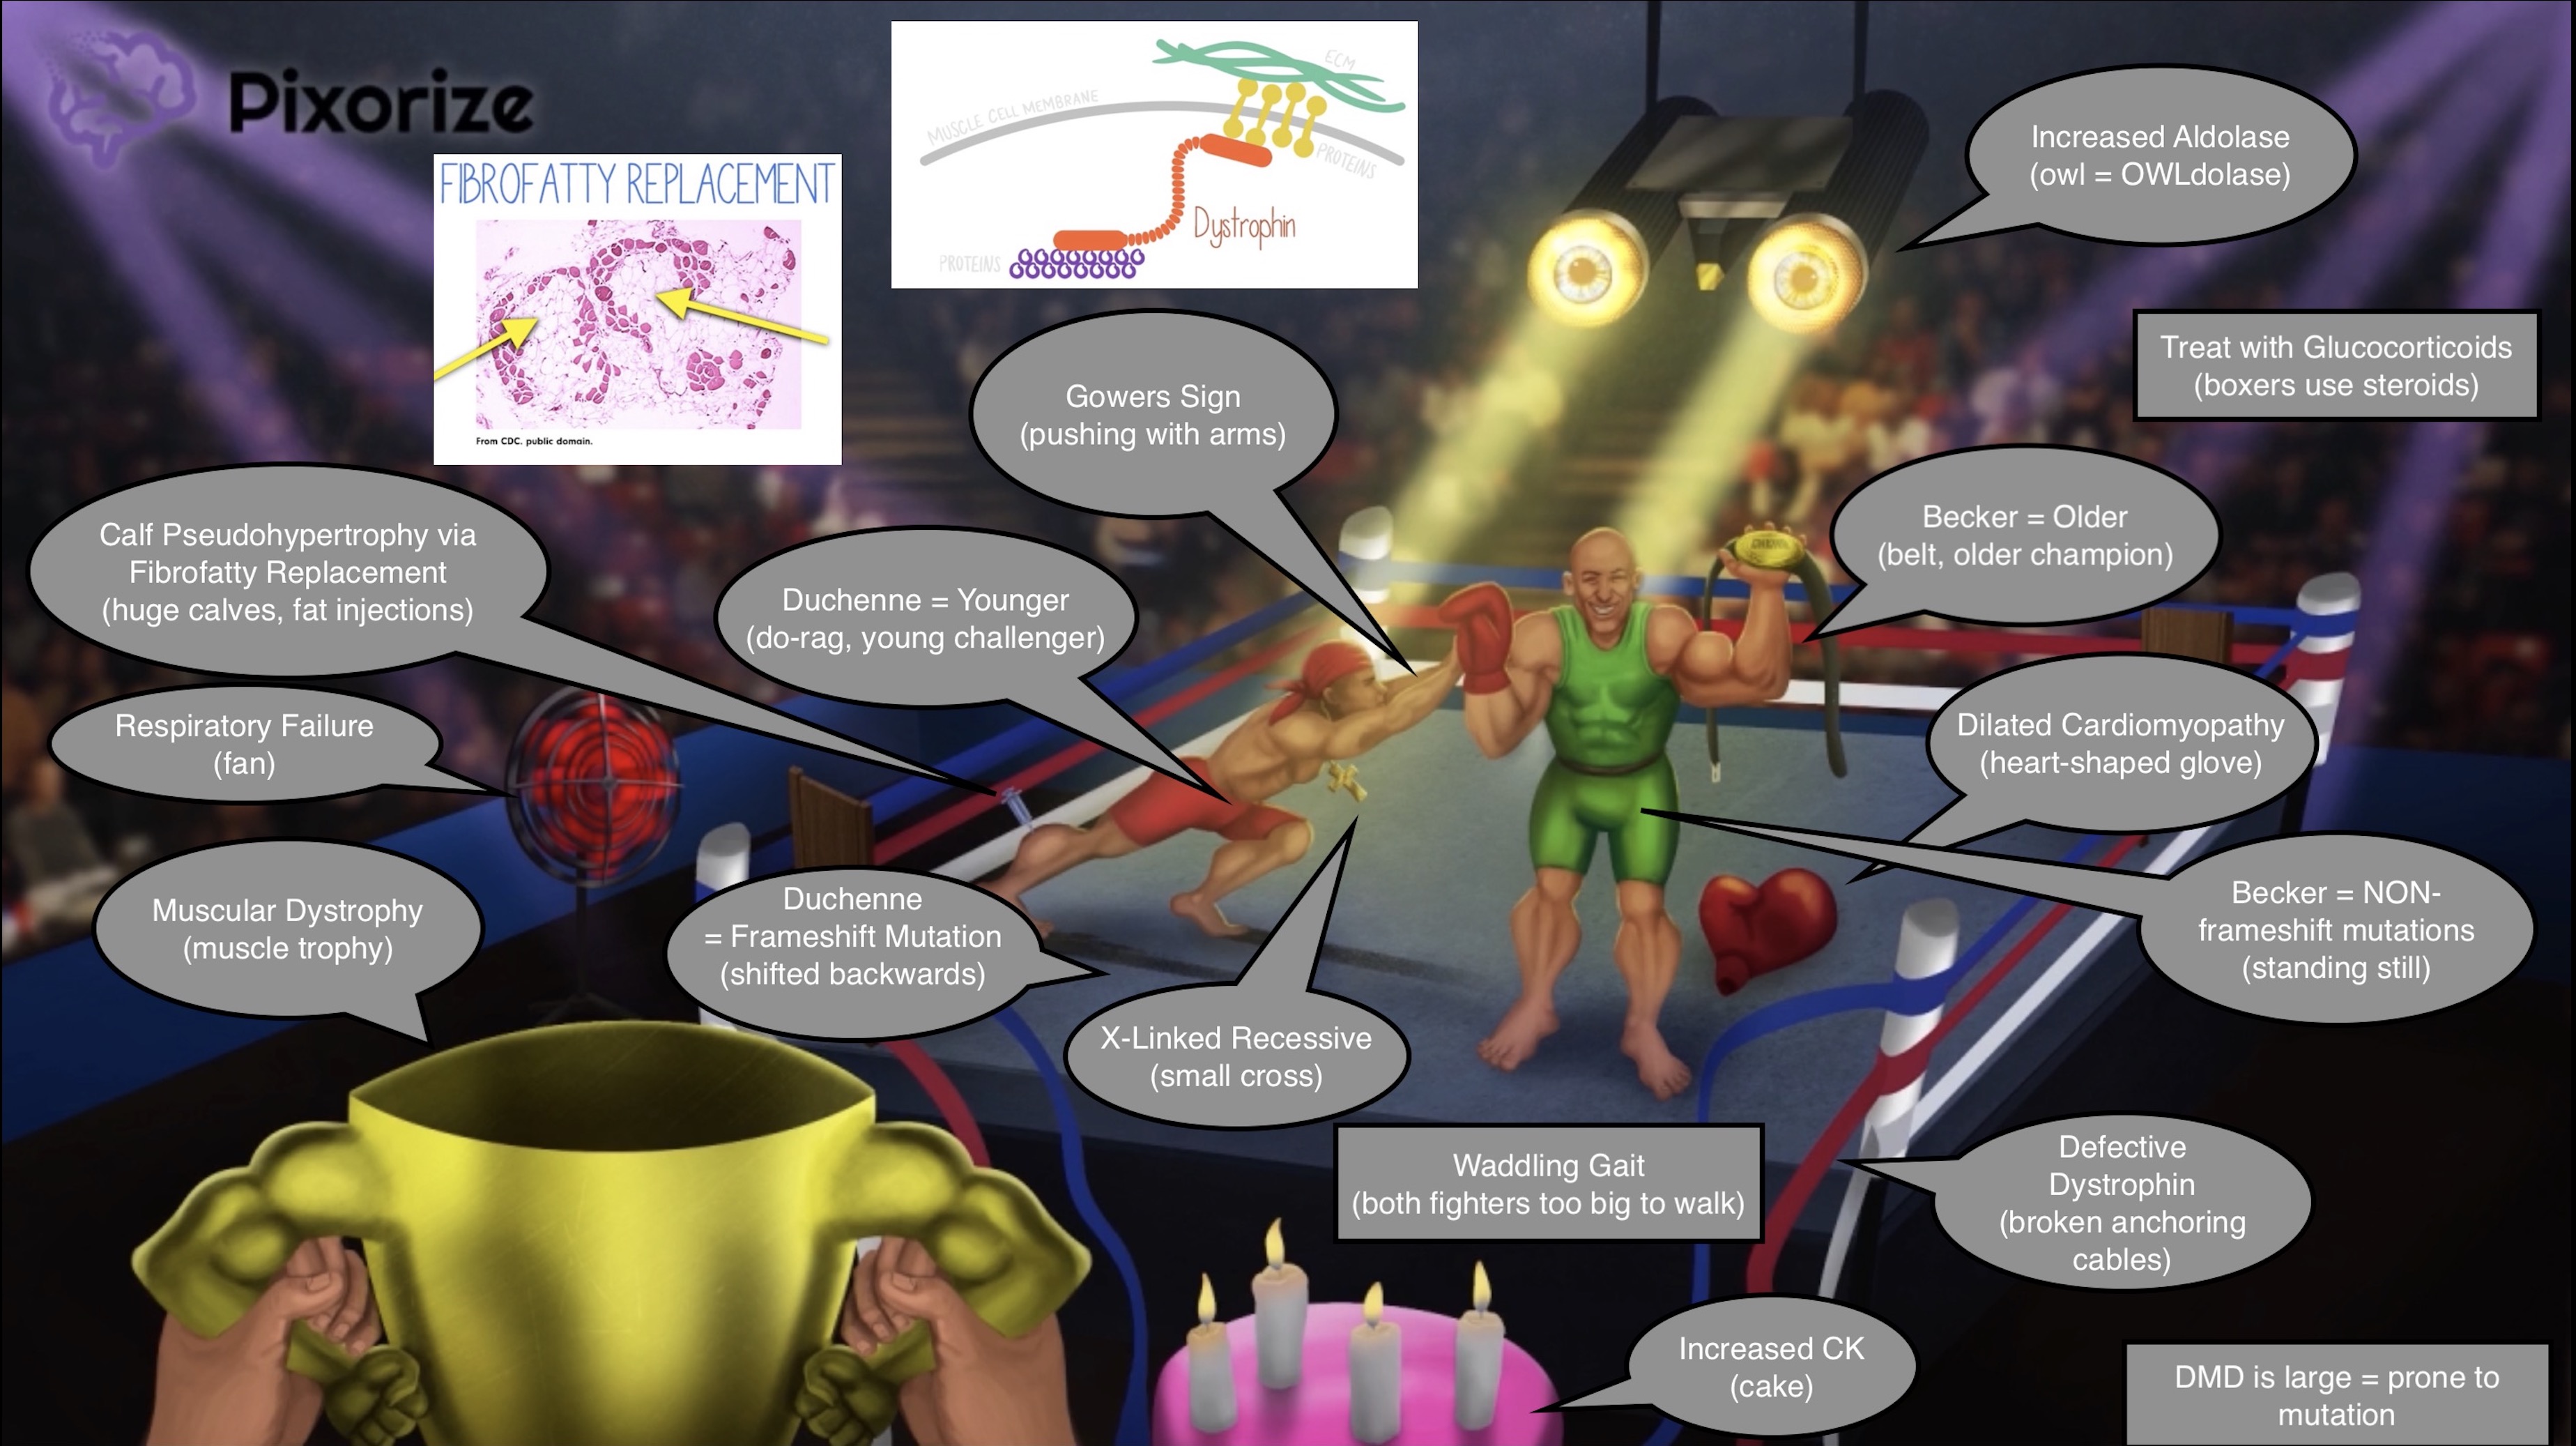 Pixorize
FIBROFATTY REPLACEMENT
From CDC. public domain.
MUSCLE CELL MEMBRANE
ECM
PROTEINS
Dystrophin
PROTEINS
Increased Aldolase
(owl = OWLdolase)
Treat with Glucocorticoids
(boxers use steroids)
Gowers Sign
(pushing with arms)
Becker = Older
(belt, older champion)
Calf Pseudohypertrophy via
Fibrofatty Replacement
(huge calves, fat injections)
Duchenne = Younger
(do-rag, young challenger)
Respiratory Failure
(fan)
Dilated Cardiomyopathy
(heart-shaped glove)
Muscular Dystrophy
(muscle trophy)
Duchenne
= Frameshift Mutation
(shifted backwards)
Becker = NON-
frameshift mutations
(standing still)
X-Linked Recessive
(small cross)
Waddling Gait
(both fighters too big to walk)
Defective
Dystrophin
(broken anchoring
cables)
Increased CK
(cake)
DMD is large = prone to
mutation